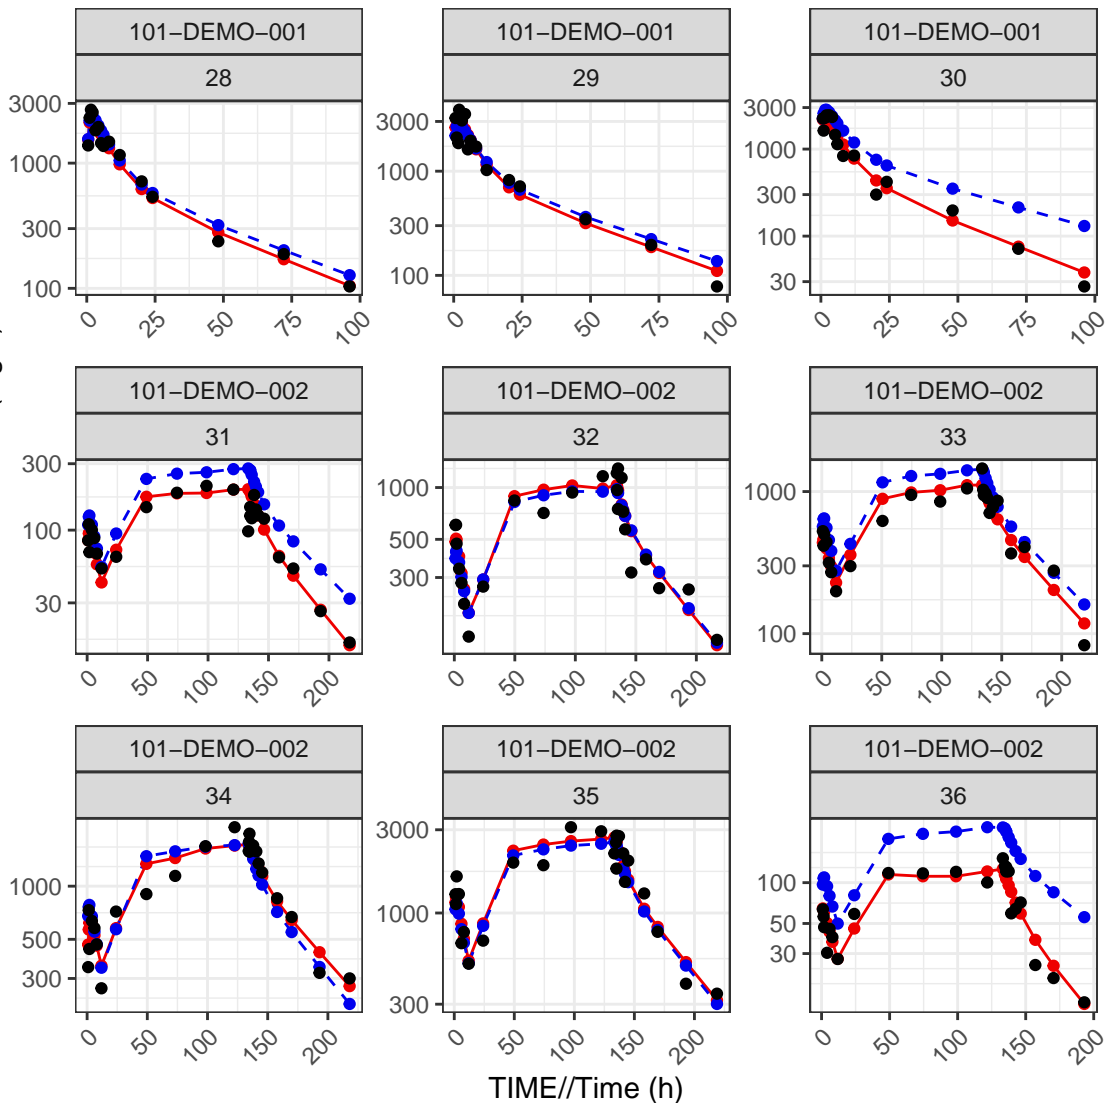 101−DEMO−001 101−DEMO−001 101−DEMO−001
28 29 30
3000 3000 3000
1000 1000 1000
300 300 300
100 100 100
30
0 25 50 75 100 0 25 50 75 100 0 25 50 75 100
101−DEMO−002 101−DEMO−002 101−DEMO−002
31 32 33
300 1000 1000
100 500 300
30 300 100
0 50 100 150 200 0 50 100 150 200 0 50 100 150 200
101−DEMO−002 101−DEMO−002 101−DEMO−002
34 35 36
1000 3000 100
500 1000 50
300 300 30
0 50 100 150 200 0 50 100 150 200 0 50 100 150 200
TIME//Time (h)